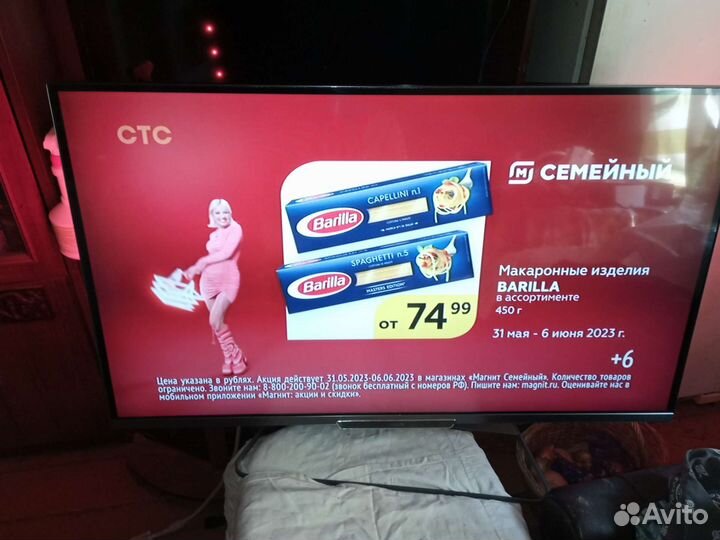 СТС
CAPELLINI n.1
Barilla
SPAGHETTI n.5
Barilla
MASTERS EDITION
от 74 99
М СЕМЕЙНЫЙ
Макаронные изделия
BARILLA
в ассортименте
450 г
31 мая - 6 июня 2023 г.
+6
Цена указана в рублях. Акция действует 31.05.2023-06.06.2023 в магазинах «Магнит Семейный». Количество товаров
ограничено. Звоните нам: 8-800-200-90-02 (звонок бесплатный с номеров РФ). Пишите нам: magnit.ru. Оценивайте нас в
мобильном приложении «Магнит: акции и скидки».
Avito